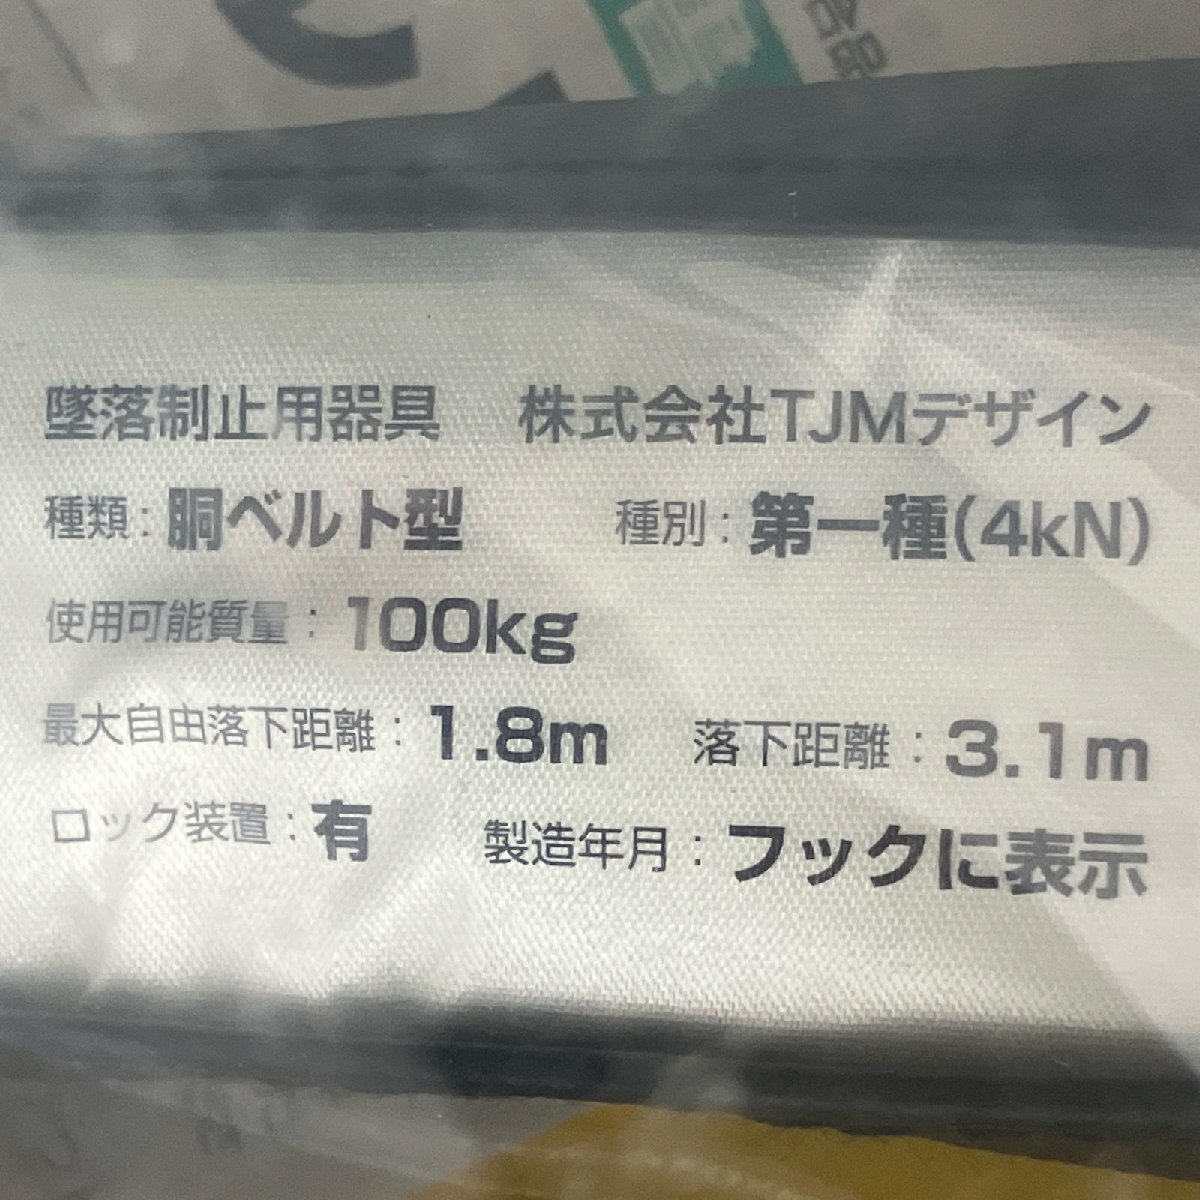 合品
墜落制止用器具 株式会社TJMデザイン
種類:胴ベルト型 種別:第一種(4kN)
使用可能質量:100kg
最大自由落下距離:1.8m 落下距離:3.1m
ロック装置:有 製造年月:フックに表示